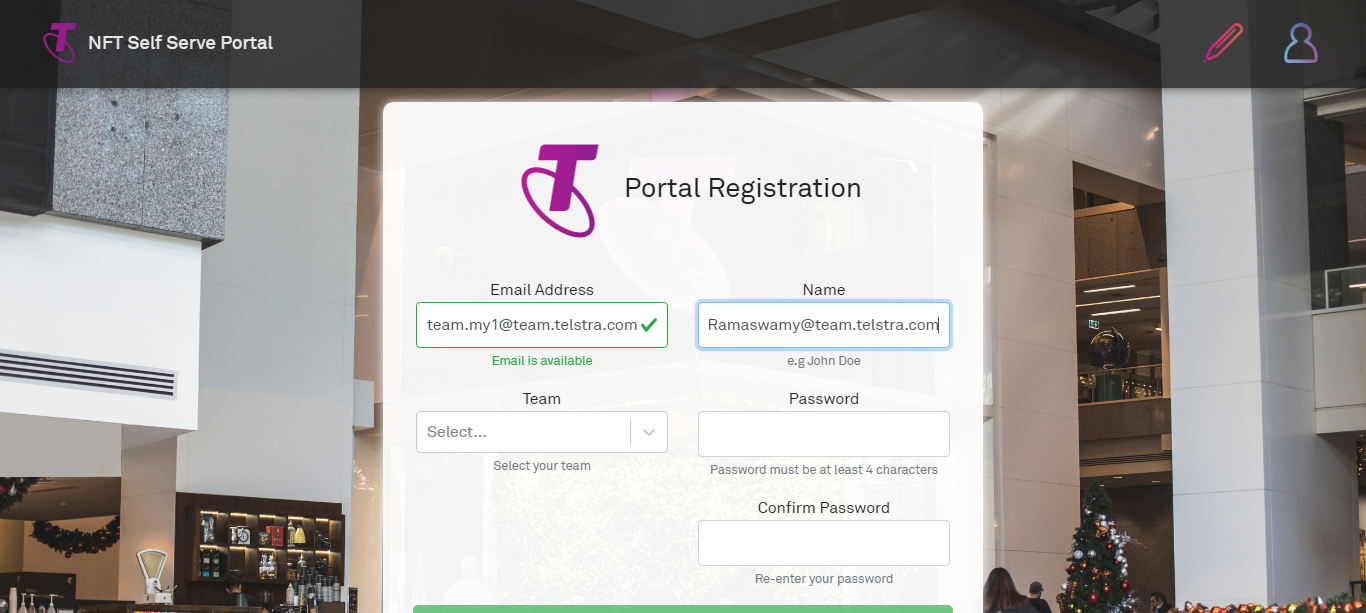 NFT Self Serve Portal
Portal Registration
Email Address
team.my1@team.telstra.com
Email is available
Name
Ramaswamy@team.telstra.com
e.g John Doe
Team
Select...
Select your team
Password
Password must be at least 4 characters
Confirm Password
Re-enter your password